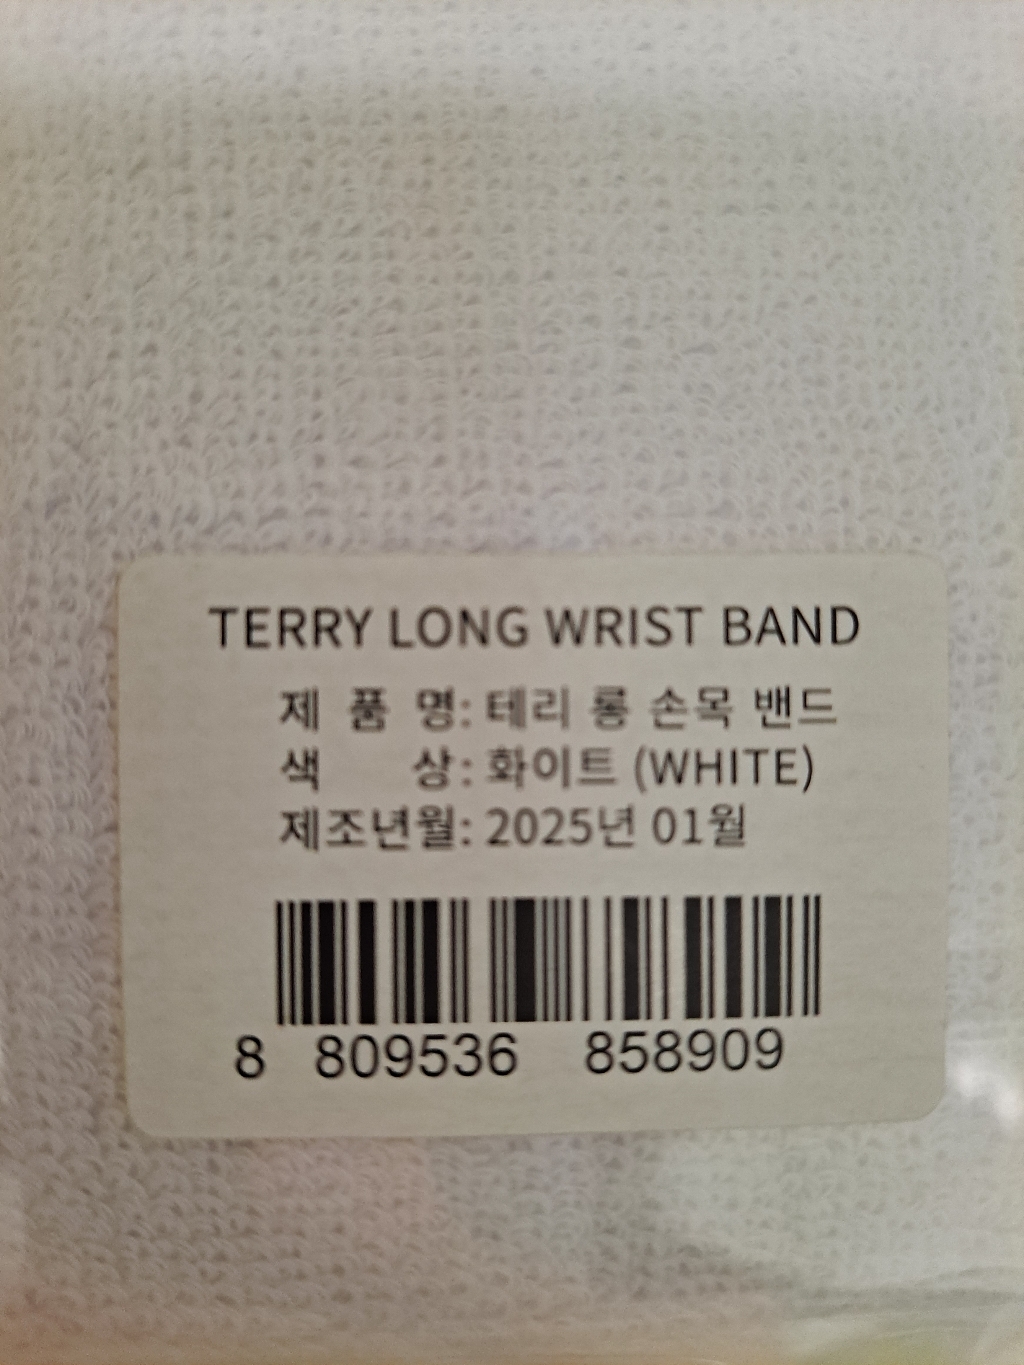 TERRY LONG WRIST BAND
제 품 명: 테리 롱 손목 밴드
색 상: 화이트 (WHITE)
제조년월: 2025년 01월
8 809536 858909